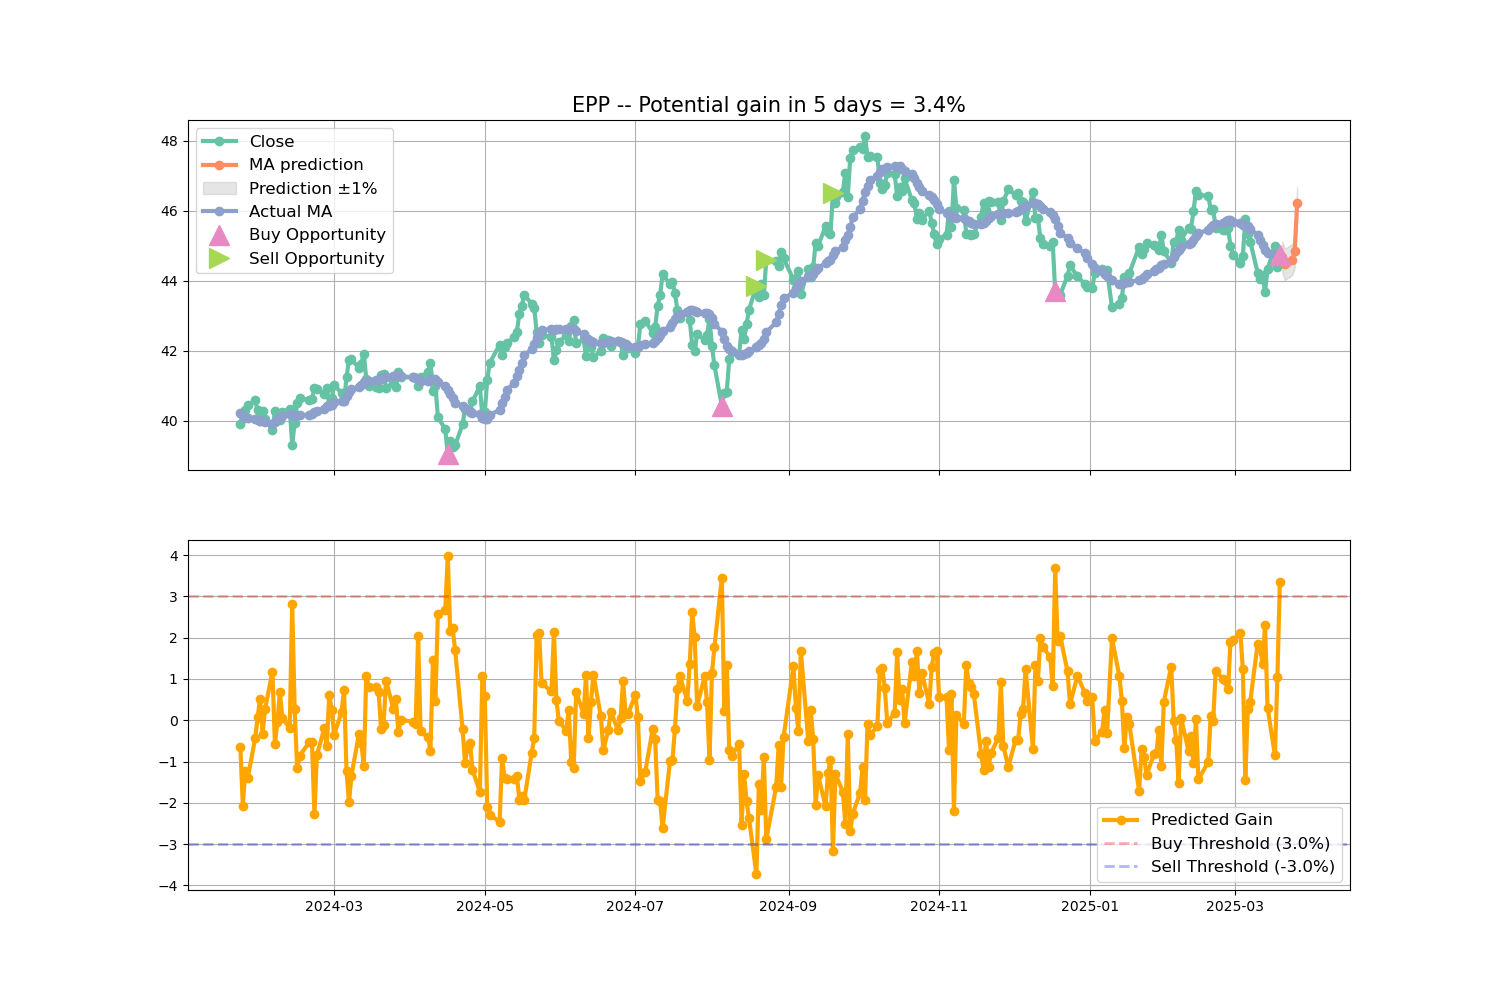 EPP -- Potential gain in 5 days = 3.4%
48
46
44
42
40
Close
MA prediction
Prediction ±1%
Actual MA
Buy Opportunity
Sell Opportunity
4
3
2
1
0
−1
−2
−3
−4
Predicted Gain
Buy Threshold (3.0%)
Sell Threshold (-3.0%)
2024-03
2024-05
2024-07
2024-09
2024-11
2025-01
2025-03